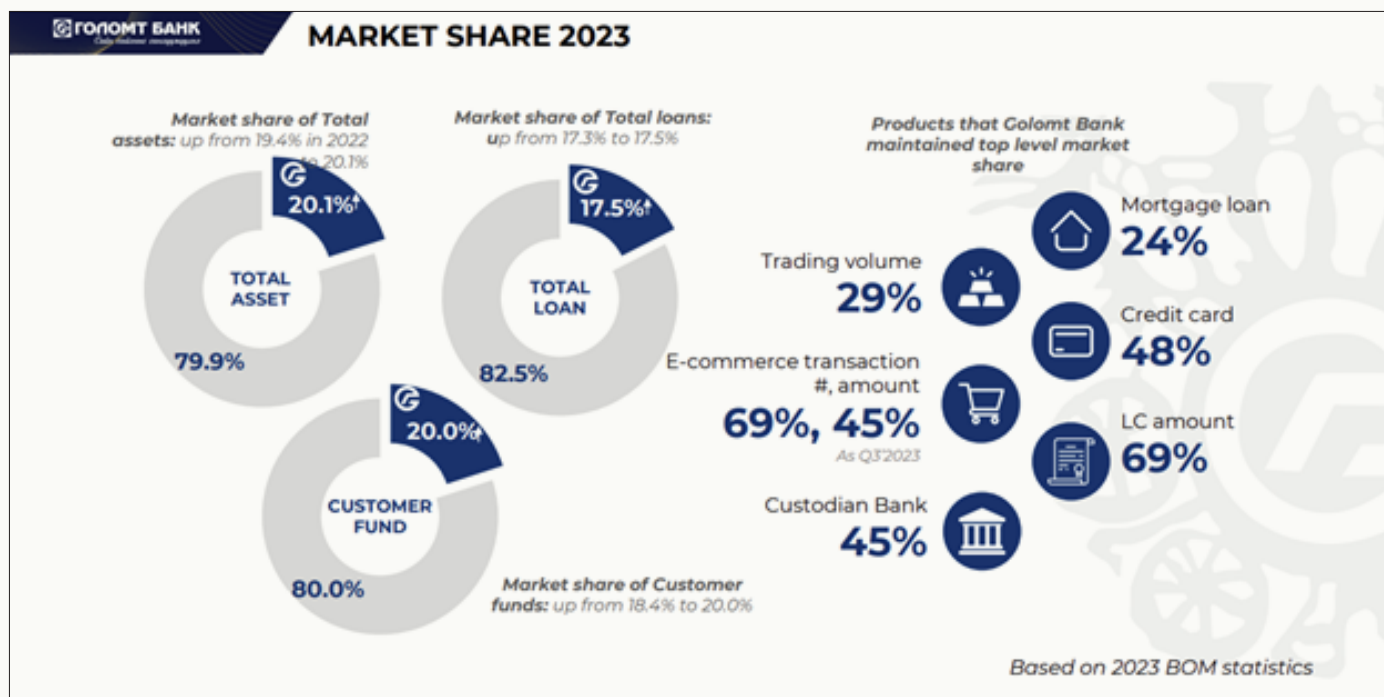 ГОЛОМТ БАНК
MARKET SHARE 2023
Market share of Total
assets: up from 19.4% in 2022
to 20.1%
20.1%
TOTAL
ASSET
79.9%
Market share of Total loans:
up from 17.3% to 17.5%
17.5%
TOTAL
LOAN
82.5%
20.0%
CUSTOMER
FUND
80.0%
Market share of Customer
funds: up from 18.4% to 20.0%
Products that Golomt Bank
maintained top level market
share
Trading volume
29%
E-commerce transaction
#, amount
69%, 45%
As Q3'2023
Custodian Bank
45%
Mortgage loan
24%
Credit card
48%
LC amount
69%
Based on 2023 BOM statistics